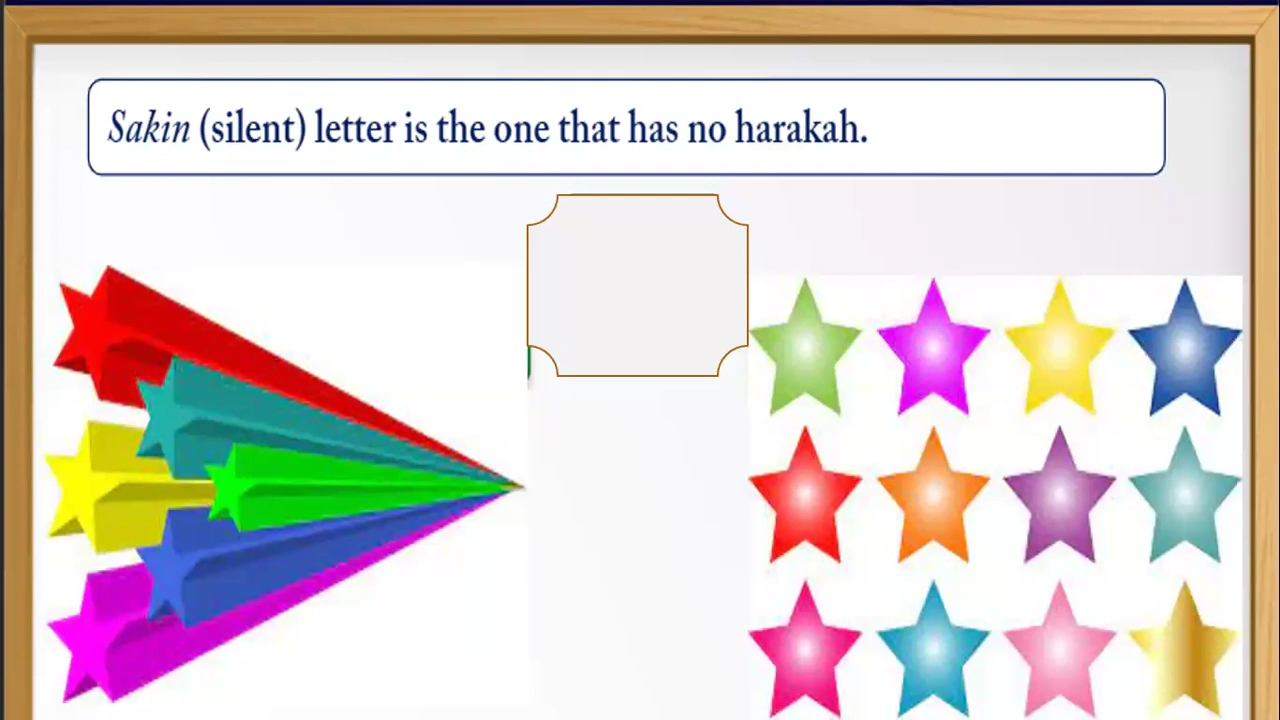 Sakin (silent) letter is the one that has no harakah.